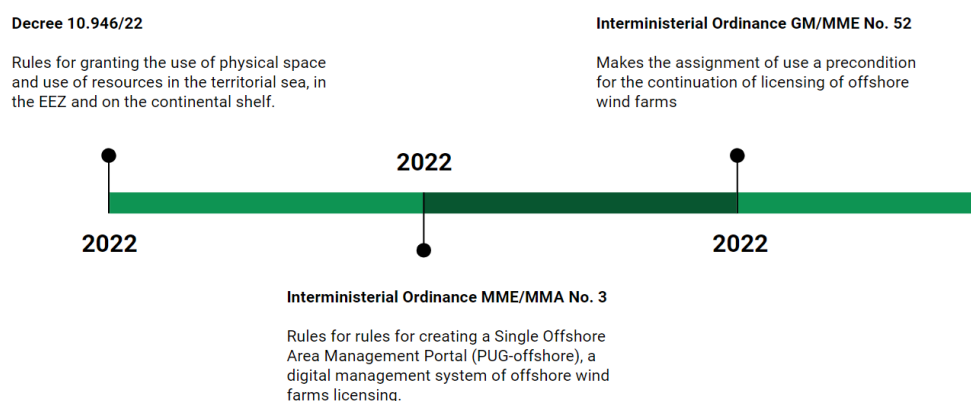 Decree 10.946/22
Rules for granting the use of physical space
and use of resources in the territorial sea, in
the EEZ and on the continental shelf.
2022
2022
Interministerial Ordinance MME/MMA No. 3
Rules for rules for creating a Single Offshore
Area Management Portal (PUG-offshore), a
digital management system of offshore wind
farms licensing.
Interministerial Ordinance GM/MME No. 52
Makes the assignment of use a precondition
for the continuation of licensing of offshore
wind farms
2022